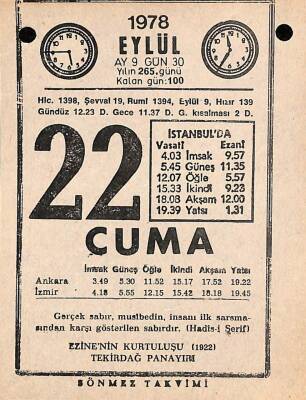 1978
EYLÜL
AY 9 GÜN 30
Yılın 265. günü
Kalan gün: 100
Hic. 1398, Şevval 19, Rumî 1394, Eylûl 9, Hızır 139
Gündüz 12.23 D. Gece 11.37 D. G. kısalması 2 D.
22
İSTANBUL'DA
Vasatî Ezanî
4.03 İmsak 9.57
5.45 Güneş 11.35
12.07 Öğle 5.57
15.33 İkindi 9.23
18.08 Akşam 12.00
19.39 Yatsı 1.31
CUMA
İmsak Güneş Öğle İkindi Akşam Yatsı
Ankara 3.49 5.30 11.52 15.17 17.52 19.22
İzmir 4.18 5.55 12.15 15.42 18.18 19.45
Gerçek sabır, musibedin, insanı ilk sarsma-
sından karşı gösterilen sabırdır. (Hadis-i Şerif)
EZİNE'NİN KURTULUŞU (1922)
TEKİRDAĞ PANAYIRI
SÖNMEZ TAKVİMİ